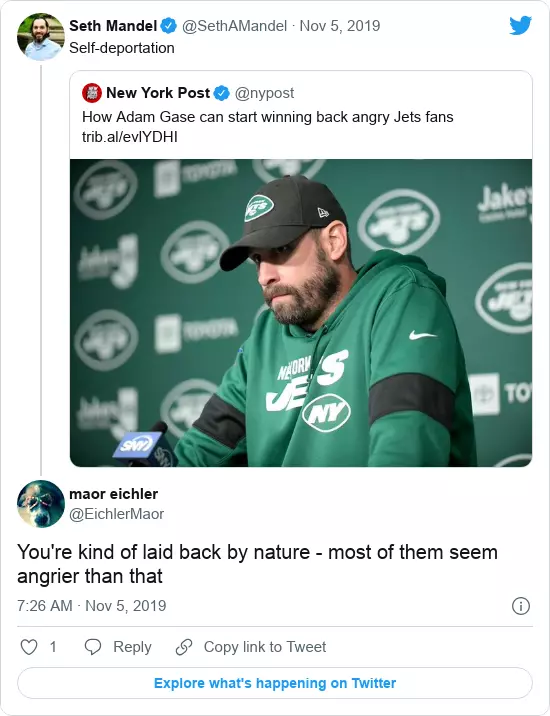 Seth Mandel @SethAMandel · Nov 5, 2019
Self-deportation
New York Post @nypost
How Adam Gase can start winning back angry Jets fans
trib.al/evlYDHI
JETS
TOYOTA
Jake
JETS
JETS
NEW YORK
JETS
NY
TOYOTA
TO
SNY
maor eichler
@EichlerMaor
You're kind of laid back by nature - most of them seem
angrier than that
7:26 AM · Nov 5, 2019
1 Reply Copy link to Tweet
Explore what's happening on Twitter